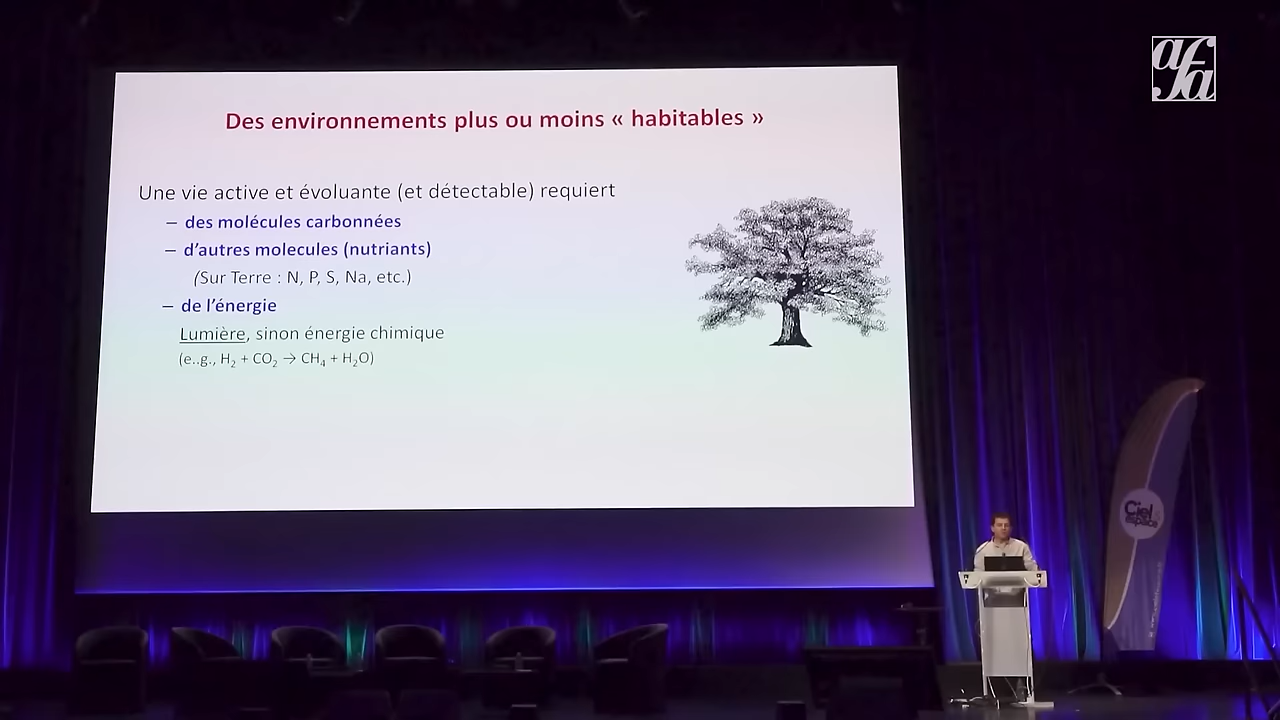 Des environnements plus ou moins « habitables »
Une vie active et évoluante (et détectable) requiert
– des molécules carbonnées
– d'autres molecules (nutriants)
(Sur Terre : N, P, S, Na, etc.)
– de l'énergie
Lumière, sinon énergie chimique
(e..g., H₂ + CO₂ → CH₄ + H₂O)
afa
Ciel &
espace